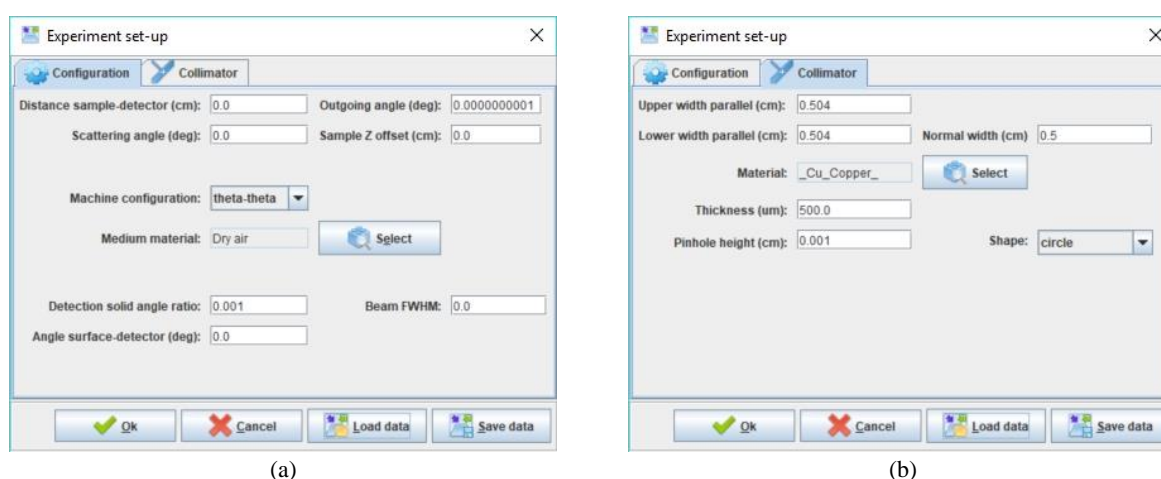 Experiment set-up
Configuration Collimator
Distance sample-detector (cm): 0.0 Outgoing angle (deg): 0.0000000001
Scattering angle (deg): 0.0 Sample Z offset (cm): 0.0
Machine configuration: theta-theta
Medium material: Dry air Select
Detection solid angle ratio: 0.001 Beam FWHM: 0.0
Angle surface-detector (deg): 0.0
Ok Cancel Load data Save data
(a)
Experiment set-up
Configuration Collimator
Upper width parallel (cm): 0.504
Lower width parallel (cm): 0.504 Normal width (cm) 0.5
Material: _Cu_Copper_ Select
Thickness (um): 500.0
Pinhole height (cm): 0.001 Shape: circle
Ok Cancel Load data Save data
(b)